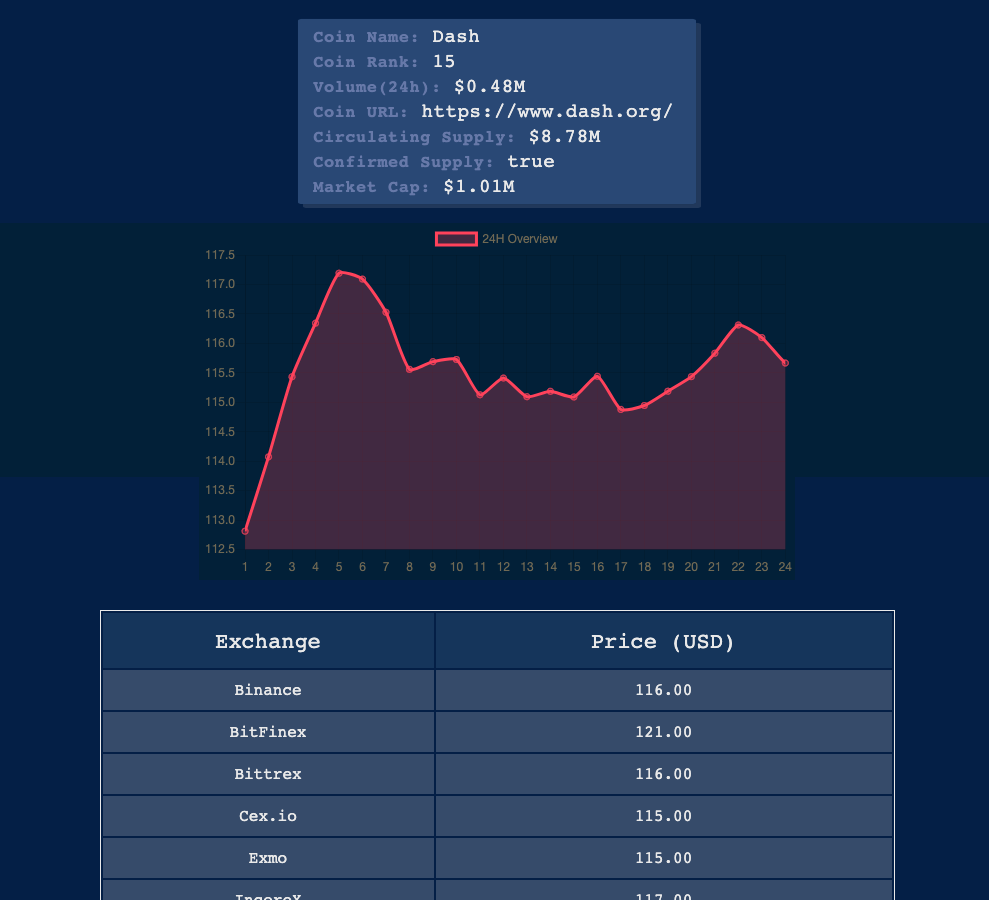 Coin Name: Dash
Coin Rank: 15
Volume(24h): $0.48M
Coin URL: https://www.dash.org/
Circulating Supply: $8.78M
Confirmed Supply: true
Market Cap: $1.01M
24H Overview
117.5
117.0
116.5
116.0
115.5
115.0
114.5
114.0
113.5
113.0
112.5
1 2 3 4 5 6 7 8 9 10 11 12 13 14 15 16 17 18 19 20 21 22 23 24
Exchange Price (USD)
Binance 116.00
BitFinex 121.00
Bittrex 116.00
Cex.io 115.00
Exmo 115.00
117.00